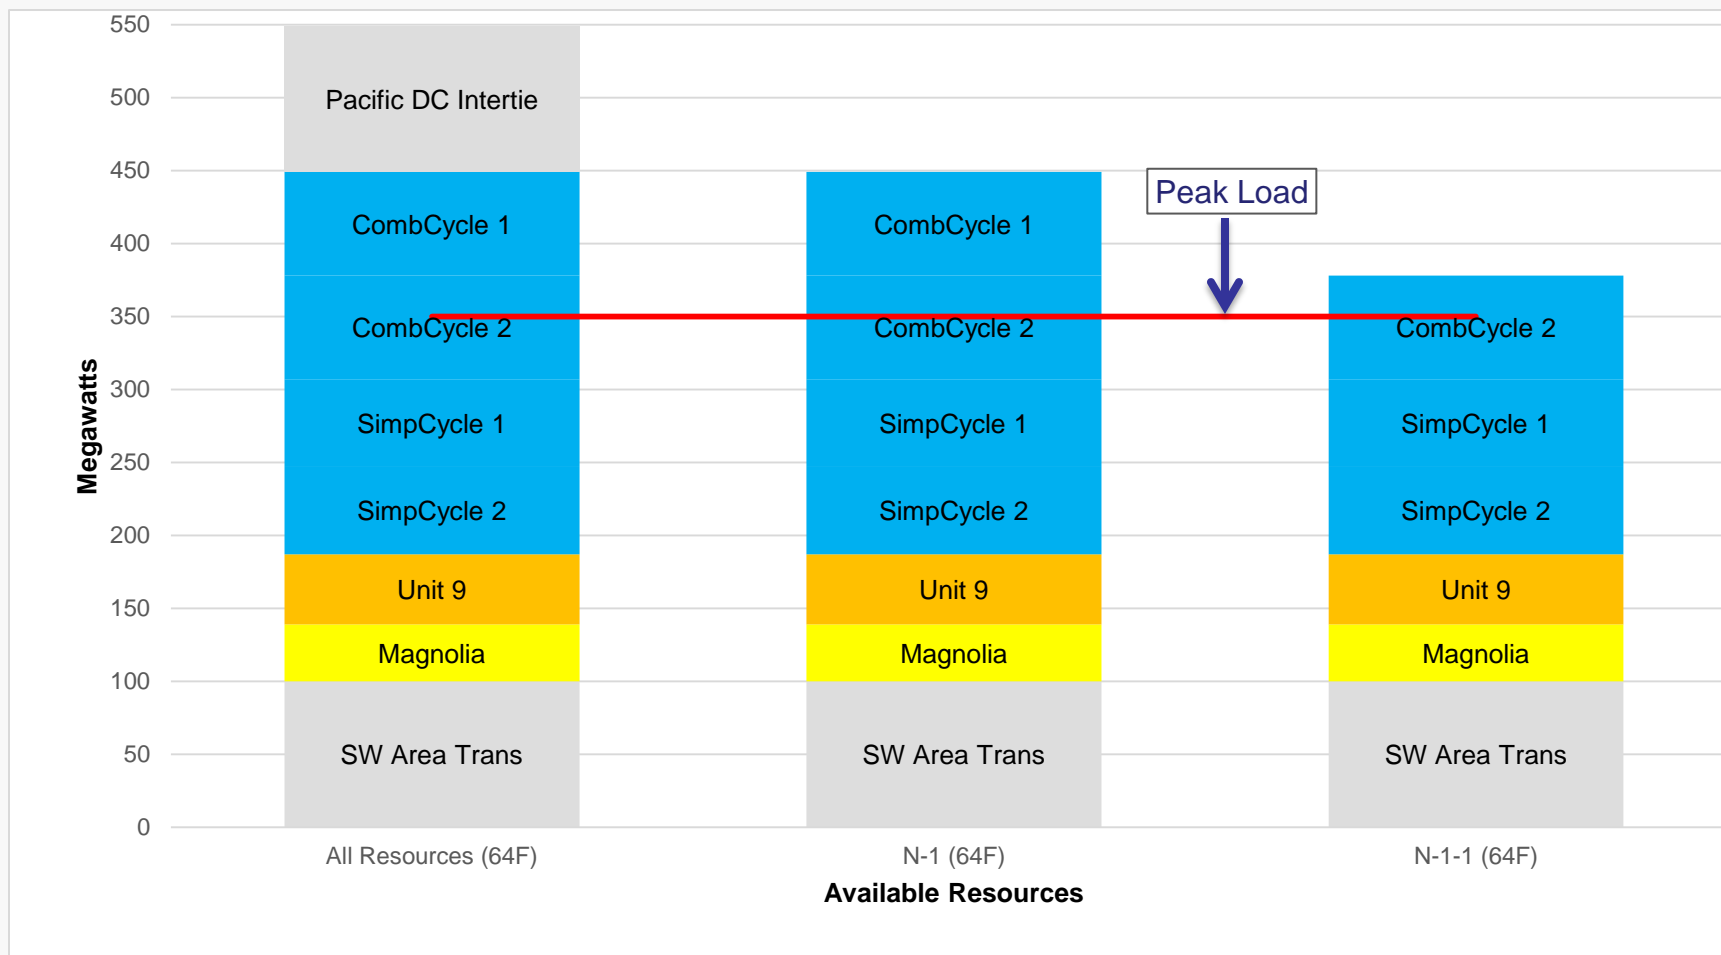 550
500
450
400
350
300
250
200
150
100
50
0
Megawatts
Pacific DC Intertie
CombCycle 1
CombCycle 2
SimpCycle 1
SimpCycle 2
Unit 9
Magnolia
SW Area Trans
CombCycle 1
CombCycle 2
SimpCycle 1
SimpCycle 2
Unit 9
Magnolia
SW Area Trans
Peak Load
CombCycle 2
SimpCycle 1
SimpCycle 2
Unit 9
Magnolia
SW Area Trans
All Resources (64F)
N-1 (64F)
N-1-1 (64F)
Available Resources